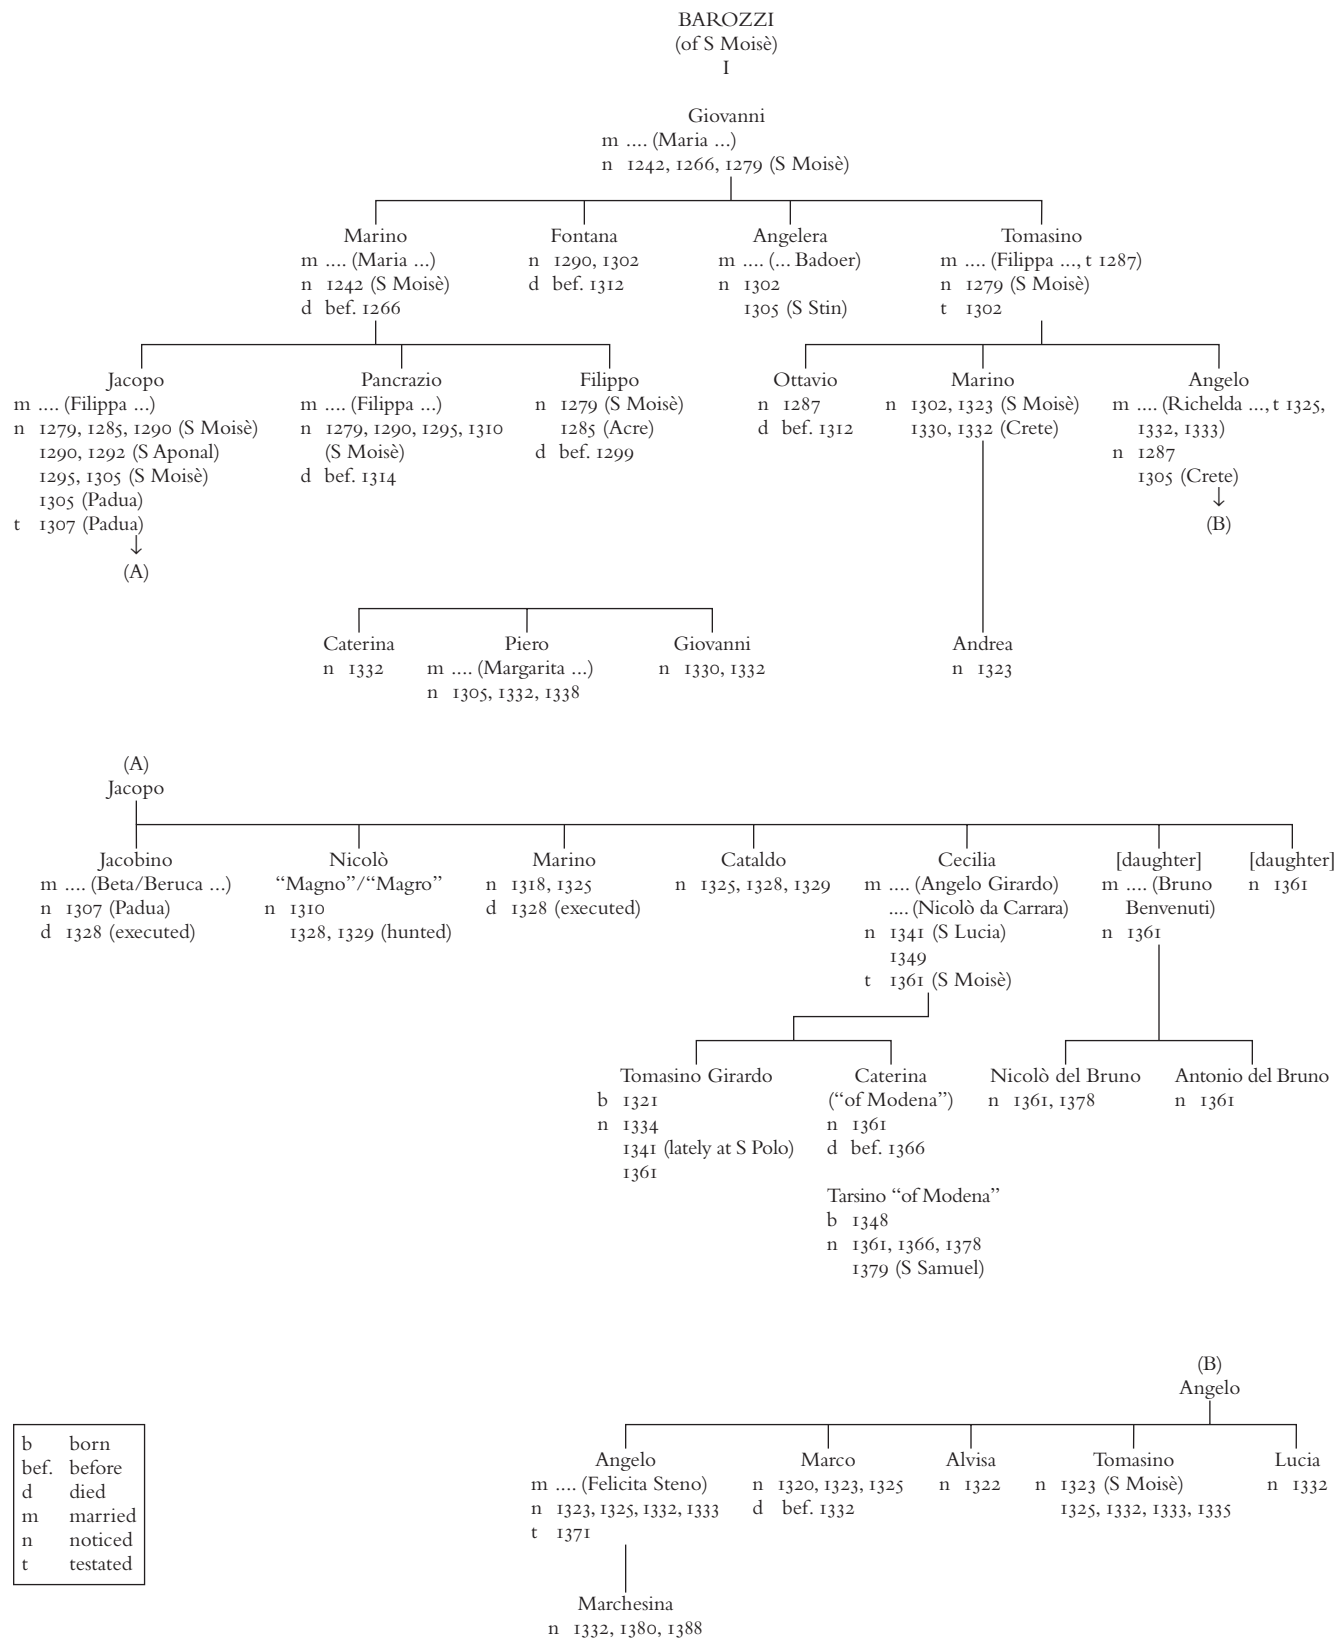 BAROZZI
(of S Moisè)
I
Giovanni
m .... (Maria ...)
n 1242, 1266, 1279 (S Moisè)
Marino
m .... (Maria ...)
n 1242 (S Moisè)
d bef. 1266
Fontana
n 1290, 1302
d bef. 1312
Angelera
m .... (... Badoer)
n 1302
1305 (S Stin)
Tomasino
m .... (Filippa ..., t 1287)
n 1279 (S Moisè)
t 1302
Jacopo
m .... (Filippa ...)
n 1279, 1285, 1290 (S Moisè)
1290, 1292 (S Aponal)
1295, 1305 (S Moisè)
1305 (Padua)
t 1307 (Padua)
↓
(A)
Pancrazio
m .... (Filippa ...)
n 1279, 1290, 1295, 1310
(S Moisè)
d bef. 1314
Filippo
n 1279 (S Moisè)
1285 (Acre)
d bef. 1299
Ottavio
n 1287
d bef. 1312
Marino
n 1302, 1323 (S Moisè)
1330, 1332 (Crete)
Angelo
m .... (Richelda ..., t 1325,
1332, 1333)
n 1287
1305 (Crete)
↓
(B)
Caterina
n 1332
Piero
m .... (Margarita ...)
n 1305, 1332, 1338
Giovanni
n 1330, 1332
Andrea
n 1323
(A)
Jacopo
Jacobino
m .... (Beta/Beruca ...)
n 1307 (Padua)
d 1328 (executed)
Nicolò
“Magno”/“Magro”
n 1310
1328, 1329 (hunted)
Marino
n 1318, 1325
d 1328 (executed)
Cataldo
n 1325, 1328, 1329
Cecilia
m .... (Angelo Girardo)
.... (Nicolò da Carrara)
n 1341 (S Lucia)
1349
t 1361 (S Moisè)
[daughter]
m .... (Bruno
Benvenuti)
n 1361
[daughter]
n 1361
Tomasino Girardo
b 1321
n 1334
1341 (lately at S Polo)
1361
Caterina
(“of Modena”)
n 1361
d bef. 1366
Nicolò del Bruno
n 1361, 1378
Antonio del Bruno
n 1361
Tarsino “of Modena”
b 1348
n 1361, 1366, 1378
1379 (S Samuel)
(B)
Angelo
Angelo
m .... (Felicita Steno)
n 1323, 1325, 1332, 1333
t 1371
Marco
n 1320, 1323, 1325
d bef. 1332
Alvisa
n 1322
Tomasino
n 1323 (S Moisè)
1325, 1332, 1333, 1335
Lucia
n 1332
Marchesina
n 1332, 1380, 1388
b born
bef. before
d died
m married
n noticed
t testated